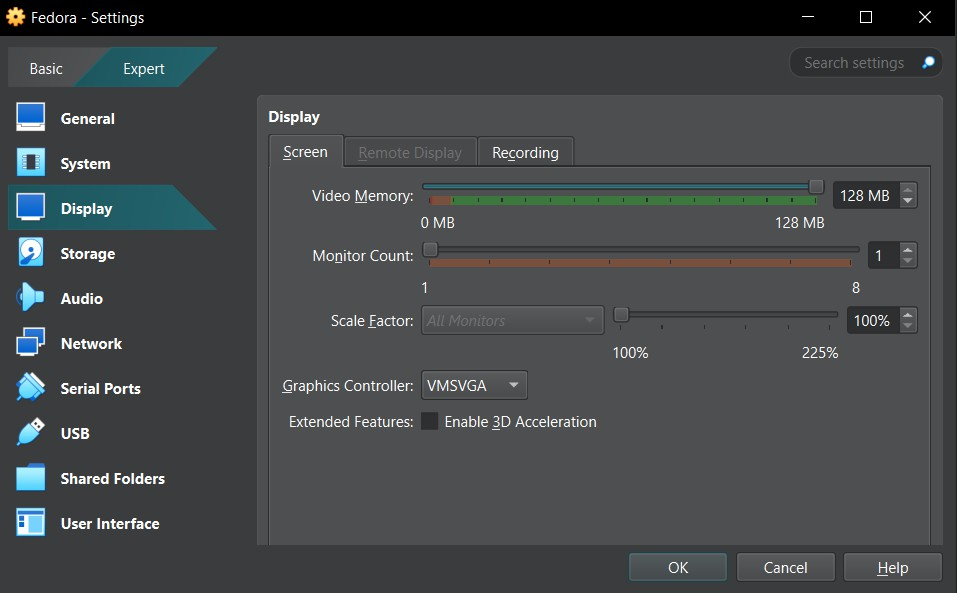 Fedora - Settings
Basic Expert Search settings
General
System
Display
Storage
Audio
Network
Serial Ports
USB
Shared Folders
User Interface
Display
Screen Remote Display Recording
Video Memory: 128 MB
0 MB 128 MB
Monitor Count: 1
1 8
Scale Factor: All Monitors 100%
100% 225%
Graphics Controller: VMSVGA
Extended Features: Enable 3D Acceleration
OK Cancel Help